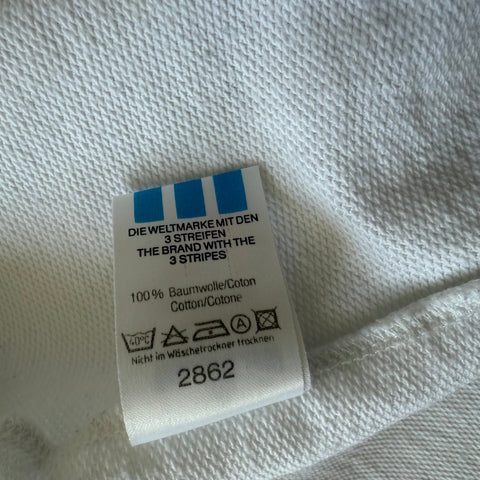 DIE WELTMARKE MIT DEN
3 STREIFEN
THE BRAND WITH THE
3 STRIPES
100% Baumwolle/Coton
Cotton/Cotone
40°C A
Nicht im Wäschetrockner trocknen
2862